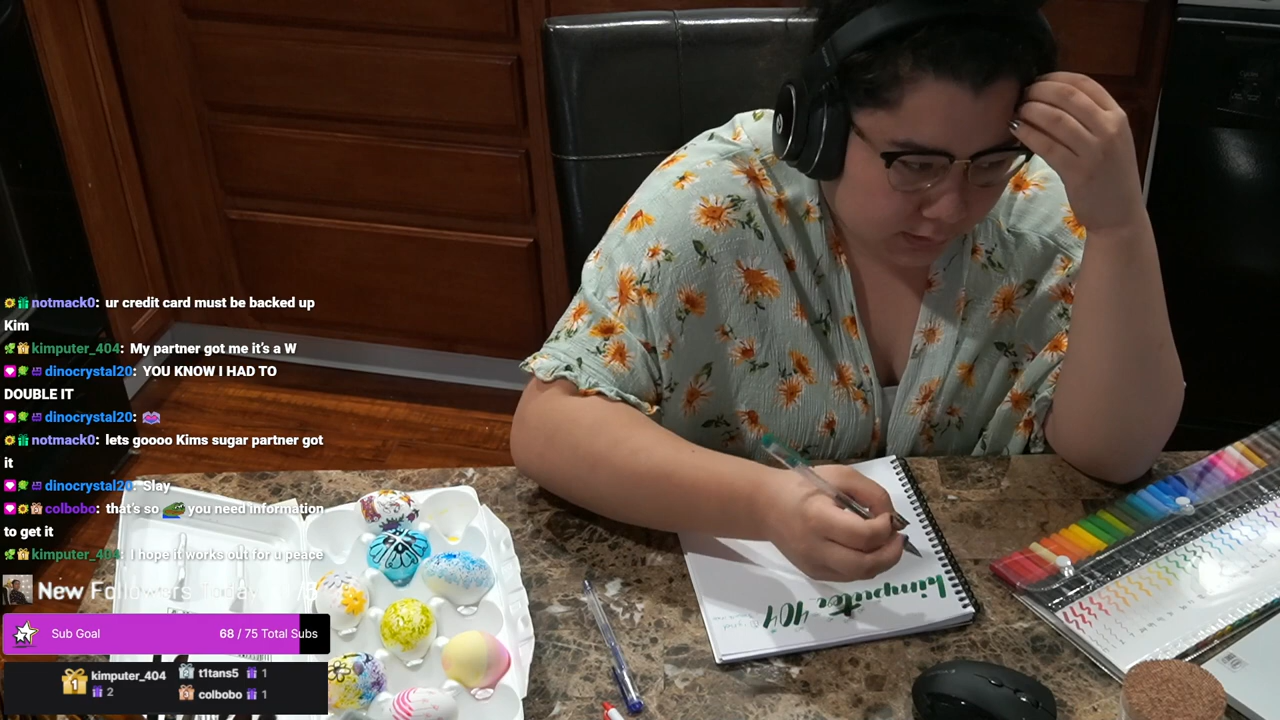 notmack0: ur credit card must be backed up
Kim
kimputer_404: My partner got me it's a W
dinocrystal20: YOU KNOW I HAD TO
DOUBLE IT
dinocrystal20:
notmack0: lets goooo Kims sugar partner got
it
dinocrystal20: Slay
colbobo: that's so you need information
to get it
kimputer_404: I hope it works out for u peace
New Followers Today
Sub Goal 68 / 75 Total Subs
kimputer_404 2
t1tans5 1
colbobo 1
kimputer_404